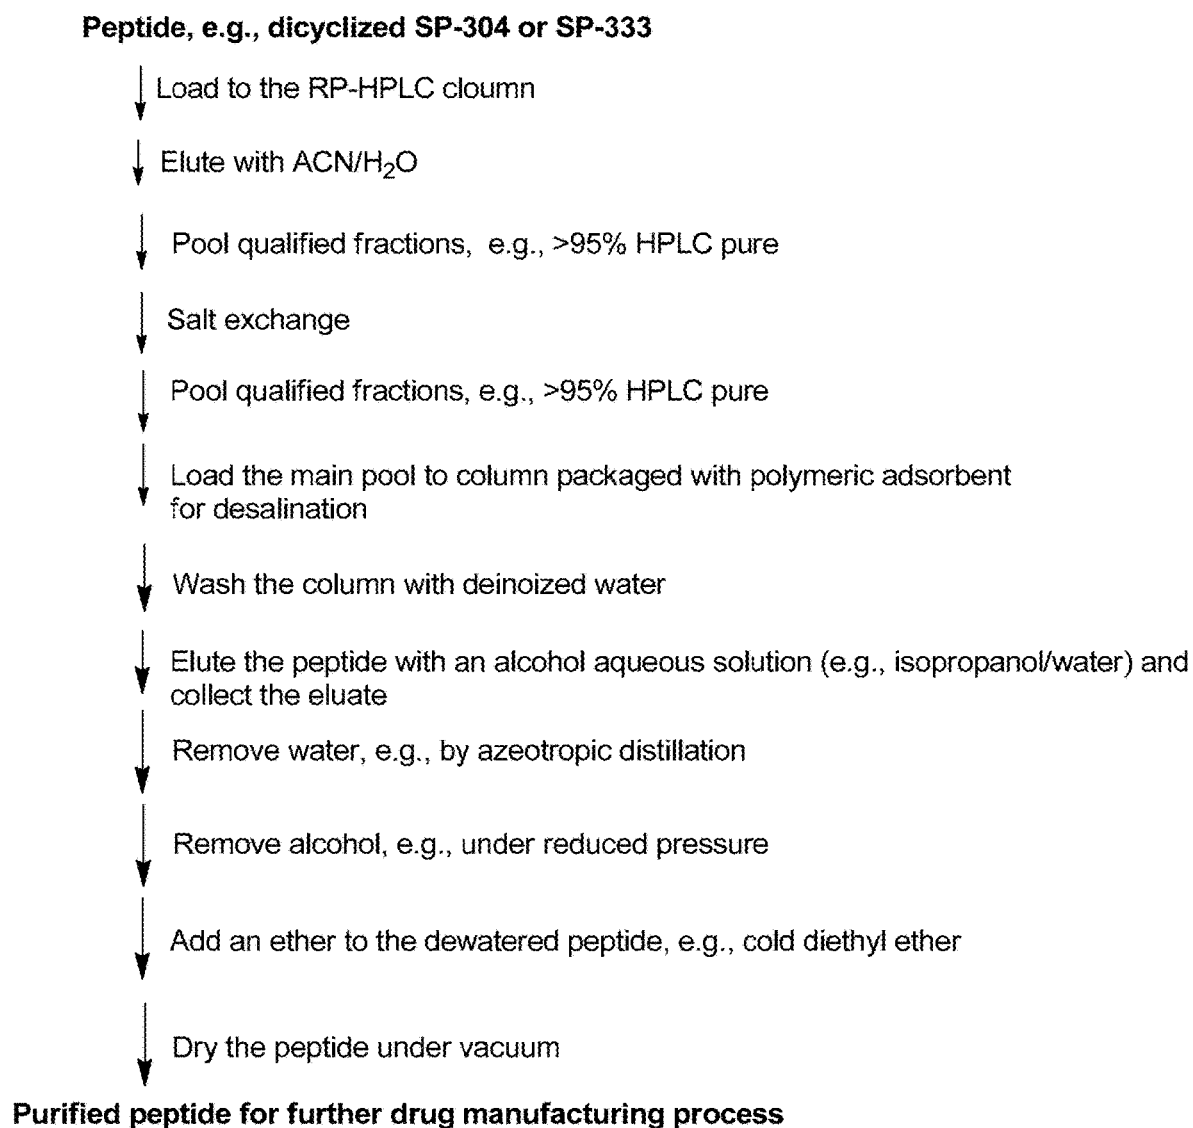 Peptide, e.g., dicyclized SP-304 or SP-333
Load to the RP-HPLC cloumn
Elute with ACN/H₂O
Pool qualified fractions, e.g., >95% HPLC pure
Salt exchange
Pool qualified fractions, e.g., >95% HPLC pure
Load the main pool to column packaged with polymeric adsorbent
for desalination
Wash the column with deinoized water
Elute the peptide with an alcohol aqueous solution (e.g., isopropanol/water) and
collect the eluate
Remove water, e.g., by azeotropic distillation
Remove alcohol, e.g., under reduced pressure
Add an ether to the dewatered peptide, e.g., cold diethyl ether
Dry the peptide under vacuum
Purified peptide for further drug manufacturing process